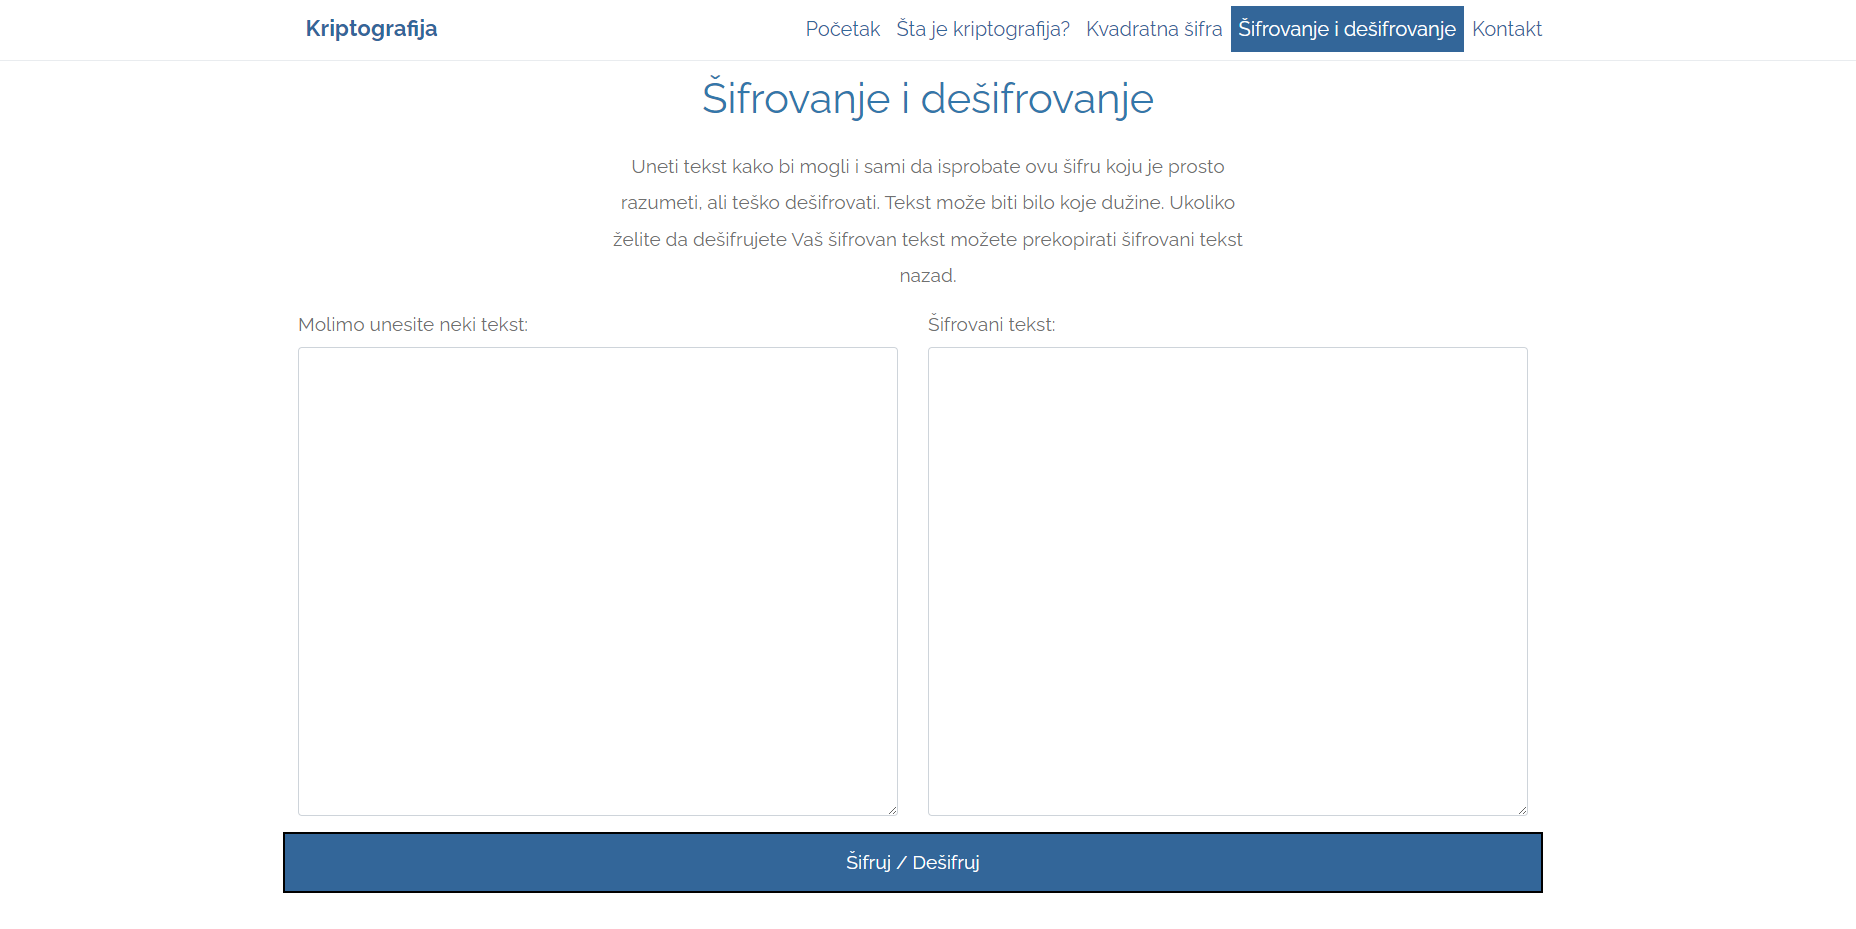 Kriptografija
Početak Šta je kriptografija? Kvadratna šifra Šifrovanje i dešifrovanje Kontakt
Šifrovanje i dešifrovanje
Uneti tekst kako bi mogli i sami da isprobate ovu šifru koju je prosto
razumeti, ali teško dešifrovati. Tekst može biti bilo koje dužine. Ukoliko
želite da dešifrujete Vaš šifrovan tekst možete prekopirati šifrovani tekst
nazad.
Molimo unesite neki tekst:
Šifrovani tekst:
Šifruj / Dešifruj